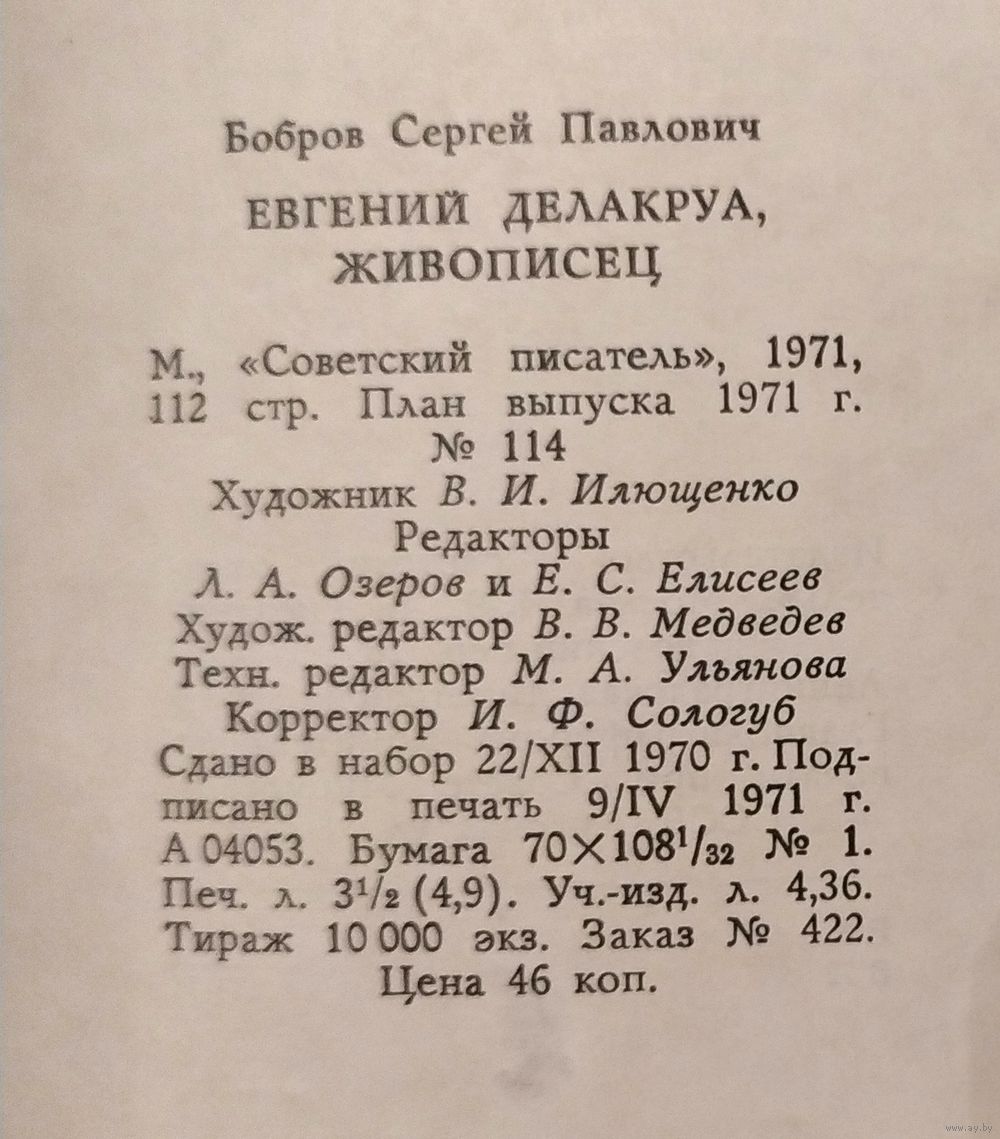 Бобров Сергей Павлович
ЕВГЕНИЙ ДЕЛАКРУА,
ЖИВОПИСЕЦ
М., «Советский писатель», 1971,
112 стр. План выпуска 1971 г.
№ 114
Художник В. И. Илющенко
Редакторы
Л. А. Озеров и Е. С. Елисеев
Худож. редактор В. В. Медведев
Техн. редактор М. А. Ульянова
Корректор И. Ф. Сологуб
Сдано в набор 22/XII 1970 г. Под-
писано в печать 9/IV 1971 г.
А 04053. Бумага 70×108¹/₃₂ № 1.
Печ. л. 3¹/₂ (4,9). Уч.-изд. л. 4,36.
Тираж 10 000 экз. Заказ № 422.
Цена 46 коп.
www.ay.by